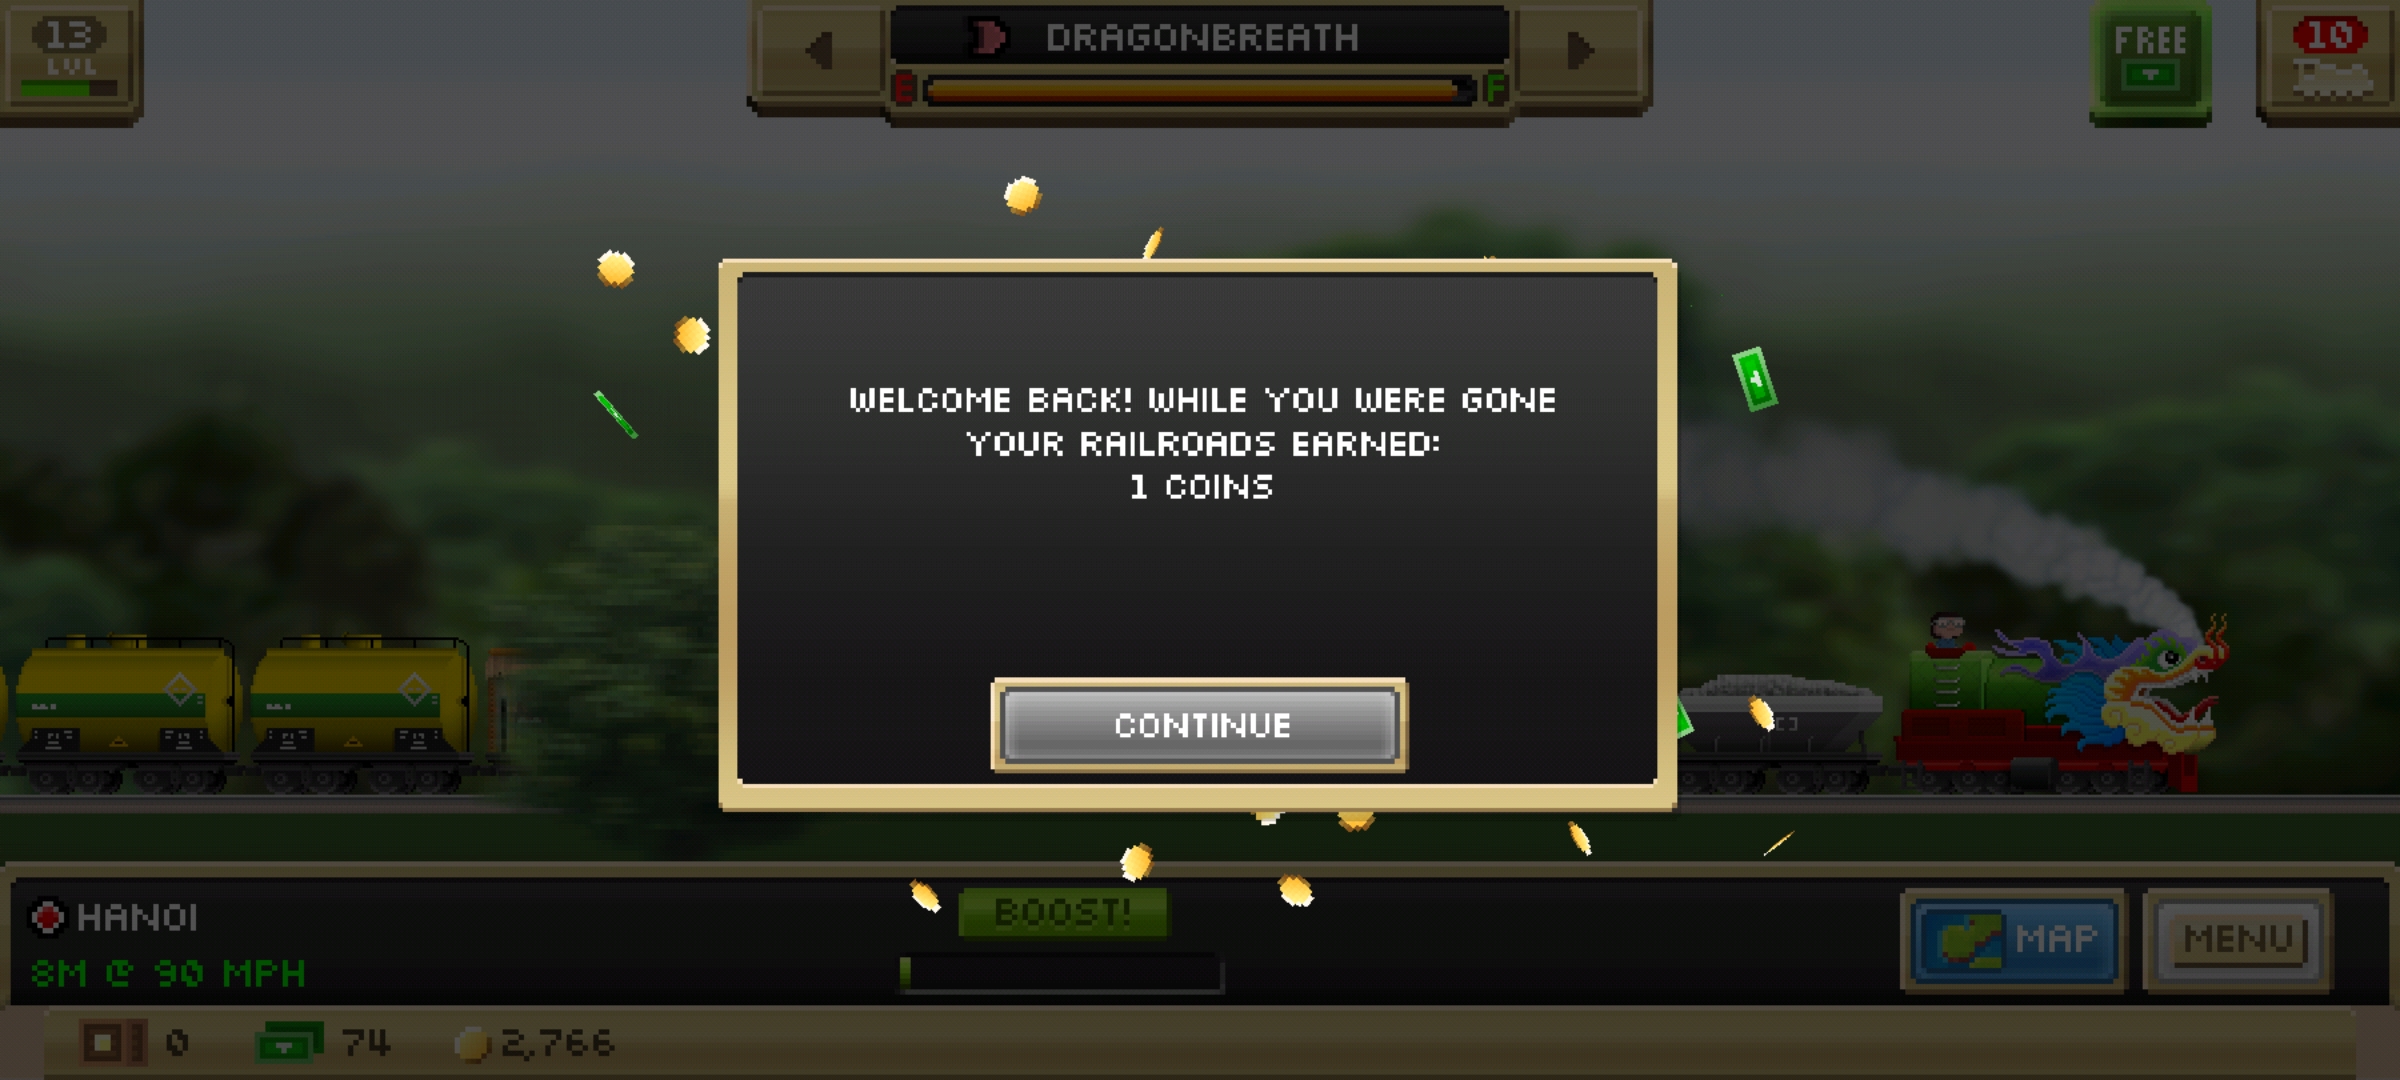 13
LVL
DRAGONBREATH
E F
FREE
10
WELCOME BACK! WHILE YOU WERE GONE
YOUR RAILROADS EARNED:
1 COINS
CONTINUE
HANOI
8M @ 90 MPH
BOOST!
MAP
MENU
0 74 2,766